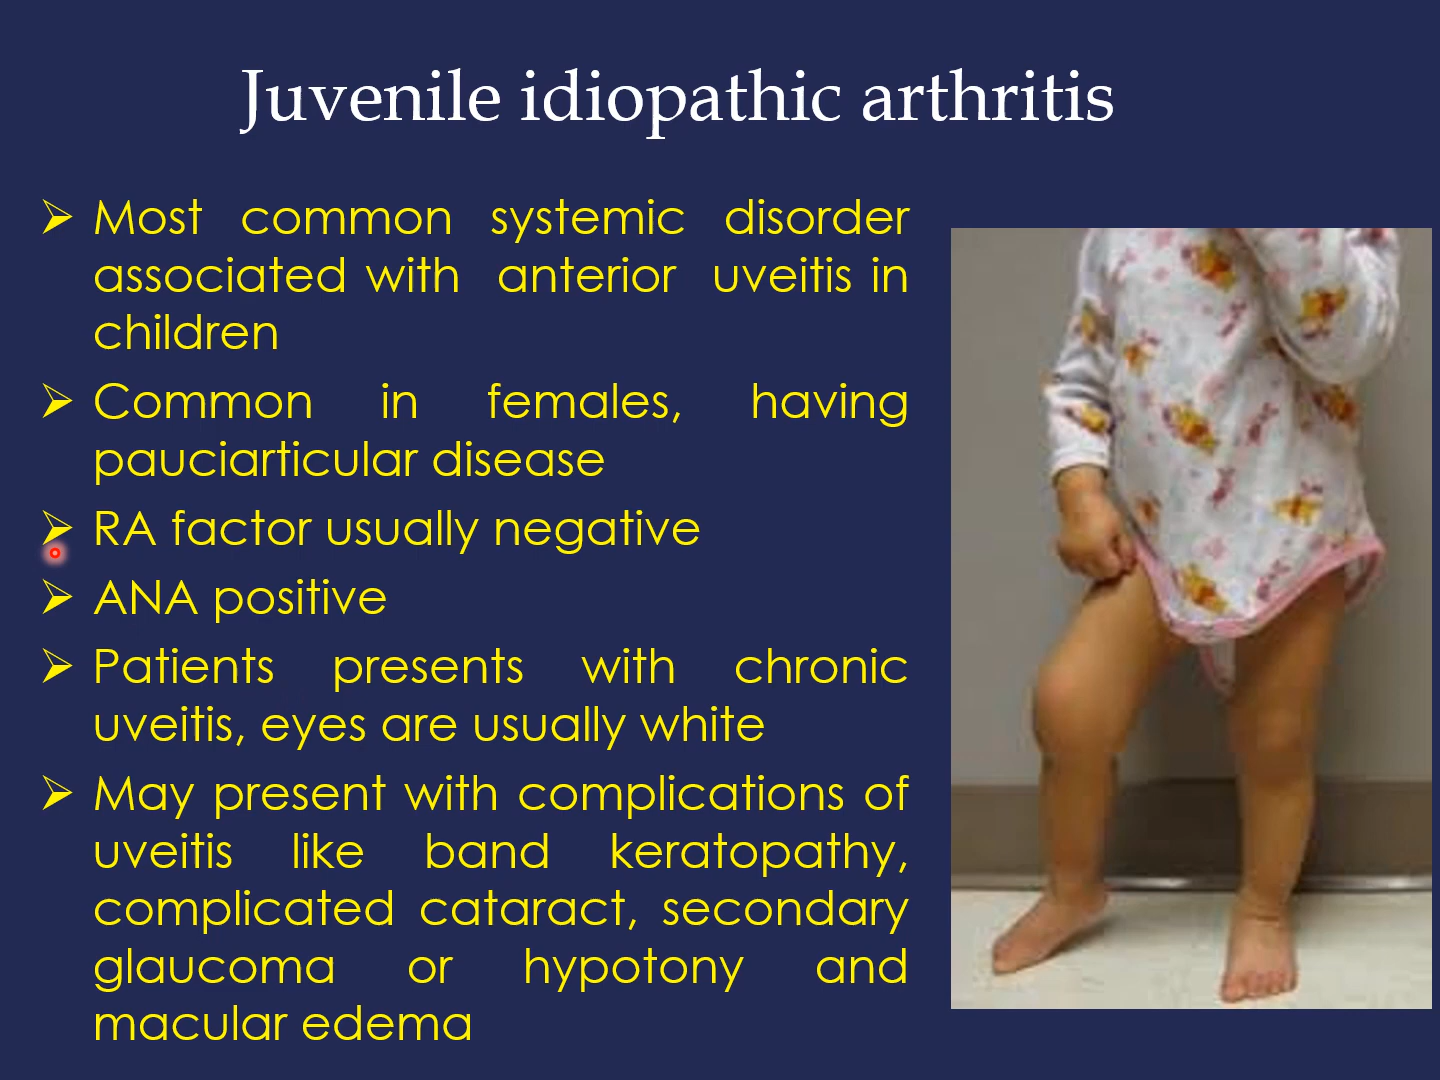 Juvenile idiopathic arthritis
Most common systemic disorder
associated with anterior uveitis in
children
Common in females, having
pauciarticular disease
RA factor usually negative
ANA positive
Patients presents with chronic
uveitis, eyes are usually white
May present with complications of
uveitis like band keratopathy,
complicated cataract, secondary
glaucoma or hypotony and
macular edema